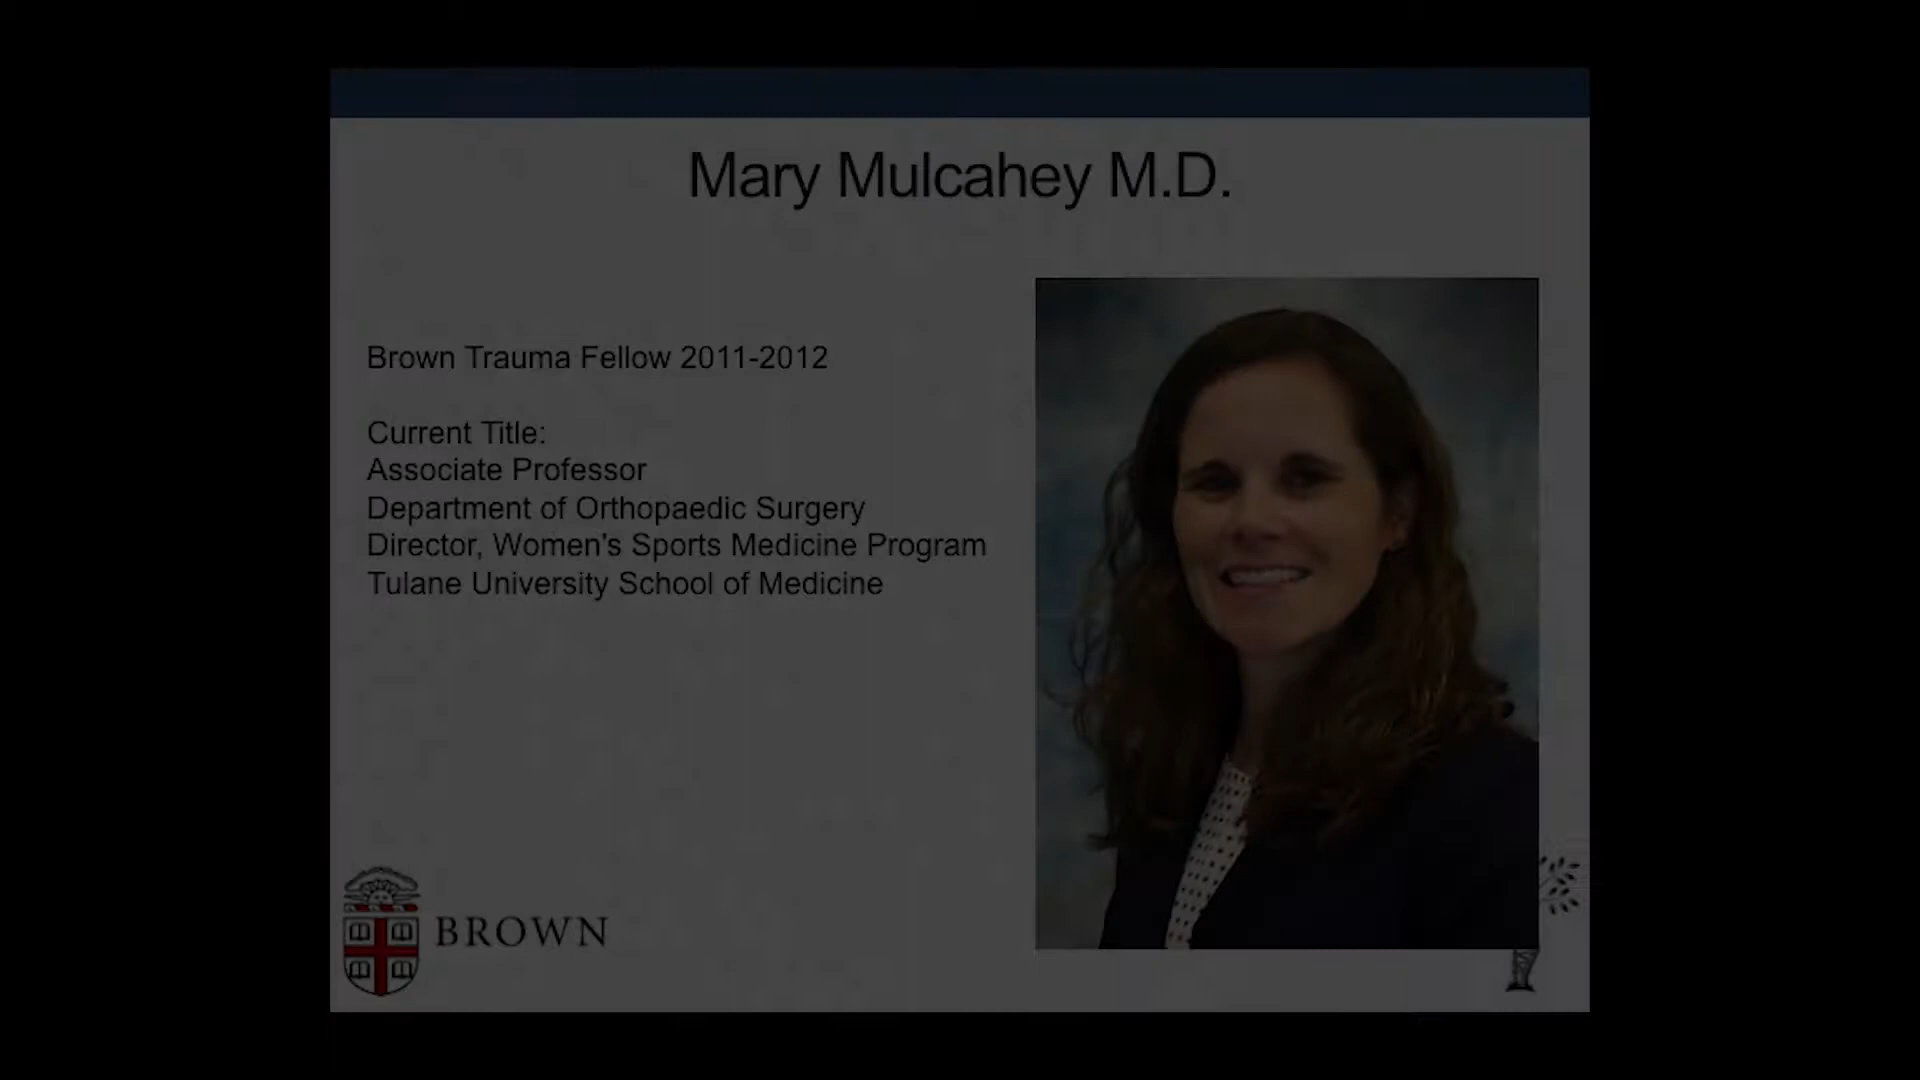 Mary Mulcahey M.D.
Brown Trauma Fellow 2011-2012
Current Title:
Associate Professor
Department of Orthopaedic Surgery
Director, Women's Sports Medicine Program
Tulane University School of Medicine
BROWN